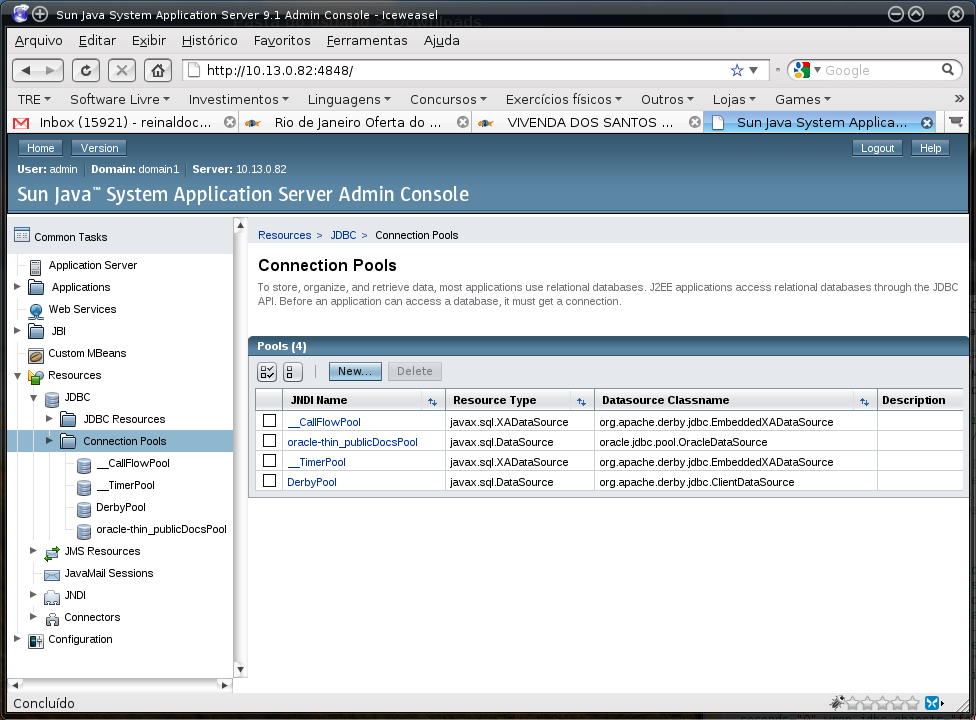 Sun Java System Application Server 9.1 Admin Console - Iceweasel
Arquivo Editar Exibir Histórico Favoritos Ferramentas Ajuda
http://10.13.0.82:4848/ Google
TRE Software Livre Investimentos Linguagens Concursos Exercícios físicos Outros Lojas Games »
Inbox (15921) - reinaldoc... Rio de Janeiro Oferta do ... VIVENDA DOS SANTOS ... Sun Java System Applica...
Home Version Logout Help
User: admin Domain: domain1 Server: 10.13.0.82
Sun Java™ System Application Server Admin Console
Common Tasks
Application Server
Applications
Web Services
JBI
Custom MBeans
Resources
JDBC
JDBC Resources
Connection Pools
__CallFlowPool
__TimerPool
DerbyPool
oracle-thin_publicDocsPool
JMS Resources
JavaMail Sessions
JNDI
Connectors
Configuration
Resources > JDBC > Connection Pools
Connection Pools
To store, organize, and retrieve data, most applications use relational databases. J2EE applications access relational databases through the JDBC
API. Before an application can access a database, it must get a connection.
Pools (4)
New... Delete
JNDI Name Resource Type Datasource Classname Description
__CallFlowPool javax.sql.XADataSource org.apache.derby.jdbc.EmbeddedXADataSource
oracle-thin_publicDocsPool javax.sql.DataSource oracle.jdbc.pool.OracleDataSource
__TimerPool javax.sql.XADataSource org.apache.derby.jdbc.EmbeddedXADataSource
DerbyPool javax.sql.DataSource org.apache.derby.jdbc.ClientDataSource
Concluído